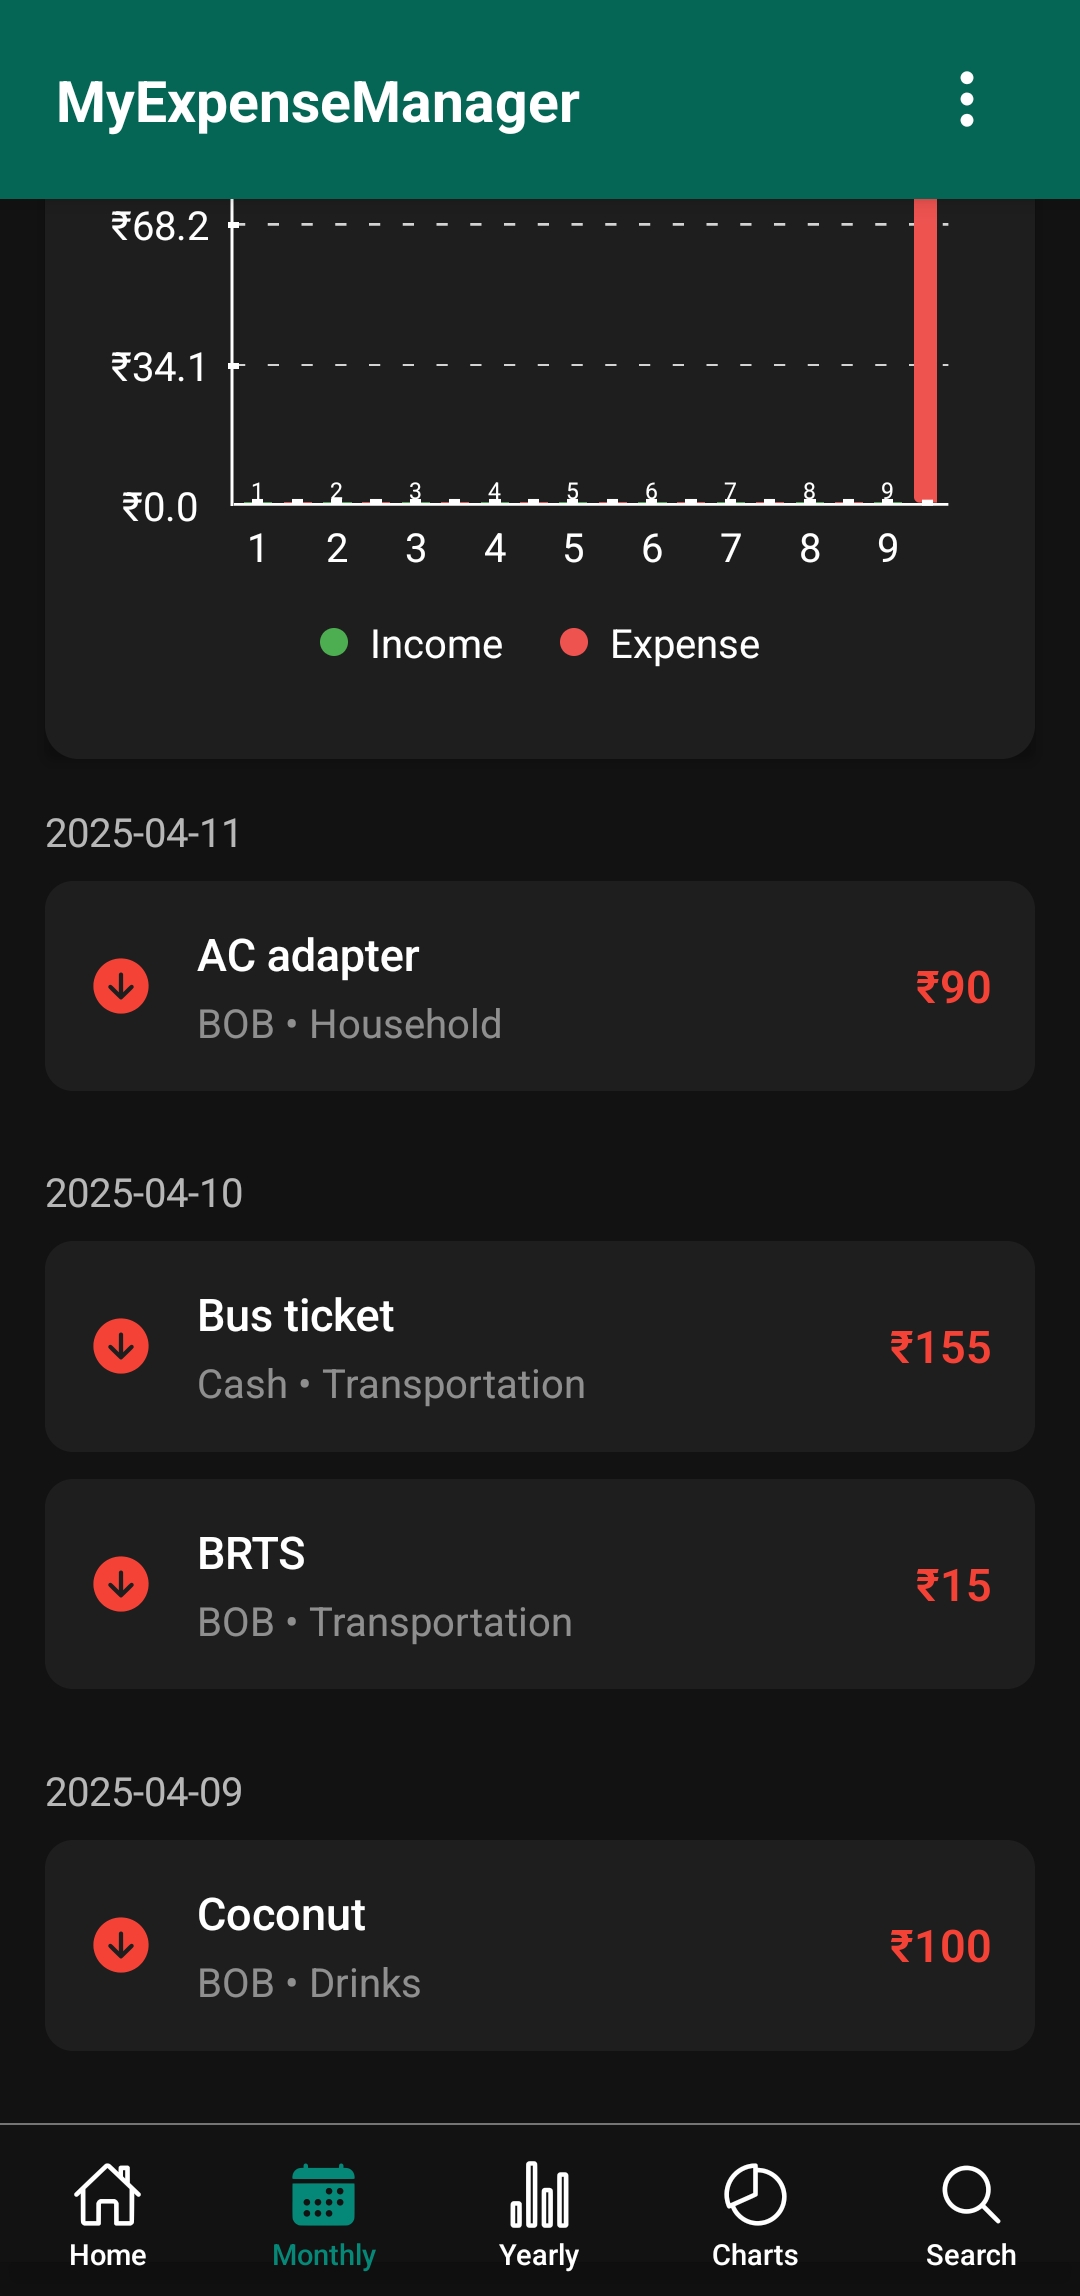 MyExpenseManager
₹68.2
₹34.1
₹0.0
1 2 3 4 5 6 7 8 9
1 2 3 4 5 6 7 8 9
Income Expense
2025-04-11
AC adapter
BOB • Household
₹90
2025-04-10
Bus ticket
Cash • Transportation
₹155
BRTS
BOB • Transportation
₹15
2025-04-09
Coconut
BOB • Drinks
₹100
Home Monthly Yearly Charts Search